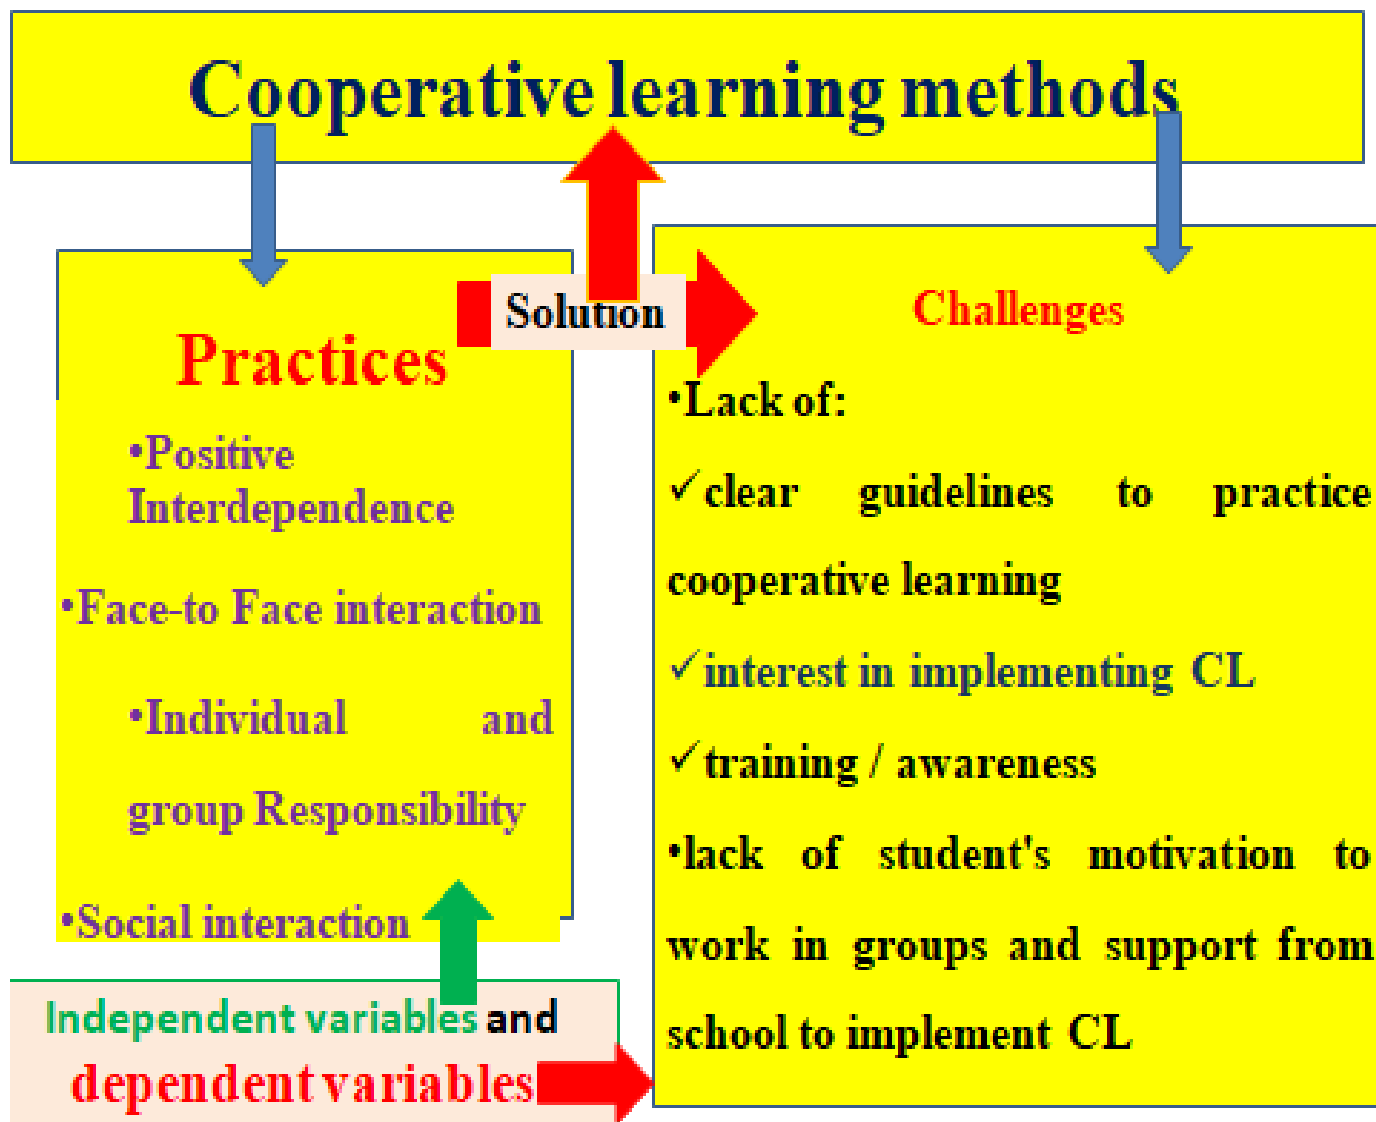 Cooperative learning methods
Practices
•Positive
Interdependence
•Face-to Face interaction
•Individual and
group Responsibility
•Social interaction
Solution
Challenges
•Lack of:
✓clear guidelines to practice
cooperative learning
✓interest in implementing CL
✓training / awareness
•lack of student's motivation to
work in groups and support from
school to implement CL
Independent variables and
dependent variables